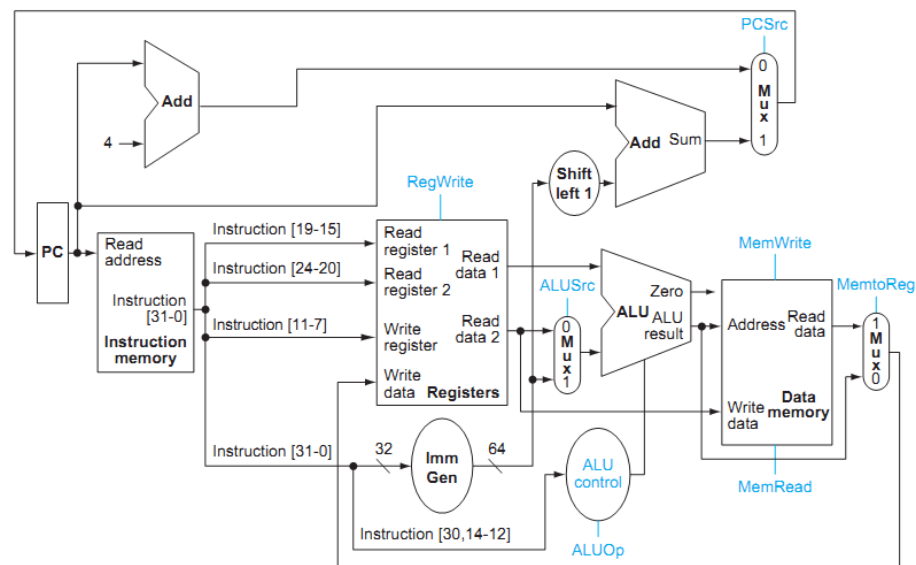 PCSrc
0
Mux
1
Add
4
Add Sum
Shift
left 1
RegWrite
PC
Read
address
Instruction
[31-0]
Instruction
memory
Instruction [19-15]
Instruction [24-20]
Instruction [11-7]
Read
register 1
Read
register 2
Write
register
Write
data
Read
data 1
Read
data 2
Registers
ALUSrc
0
Mux
1
Zero
ALU
ALU
result
MemWrite
Address
Read
data
Write
data
Data
memory
MemRead
MemtoReg
1
Mux
0
Instruction [31-0]
32
Imm
Gen
64
ALU
control
ALUOp
Instruction [30,14-12]